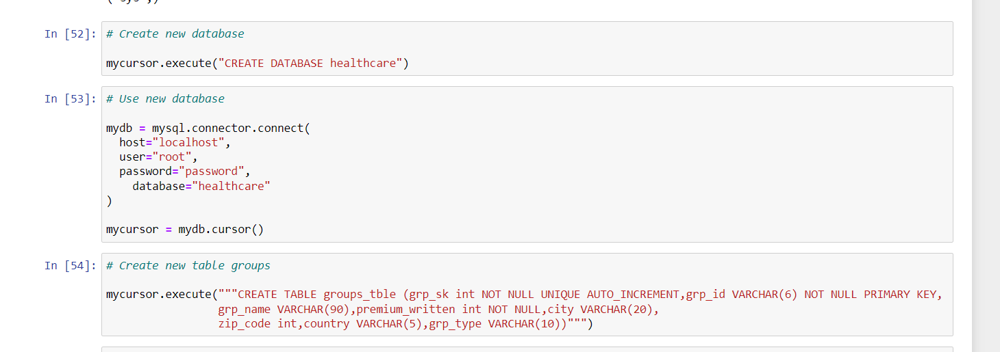 ('sys',)
In [52]: # Create new database
mycursor.execute("CREATE DATABASE healthcare")
In [53]: # Use new database
mydb = mysql.connector.connect(
host="localhost",
user="root",
password="password",
database="healthcare"
)
mycursor = mydb.cursor()
In [54]: # Create new table groups
mycursor.execute("""CREATE TABLE groups_tble (grp_sk int NOT NULL UNIQUE AUTO_INCREMENT,grp_id VARCHAR(6) NOT NULL PRIMARY KEY,
grp_name VARCHAR(90),premium_written int NOT NULL,city VARCHAR(20),
zip_code int,country VARCHAR(5),grp_type VARCHAR(10))""")